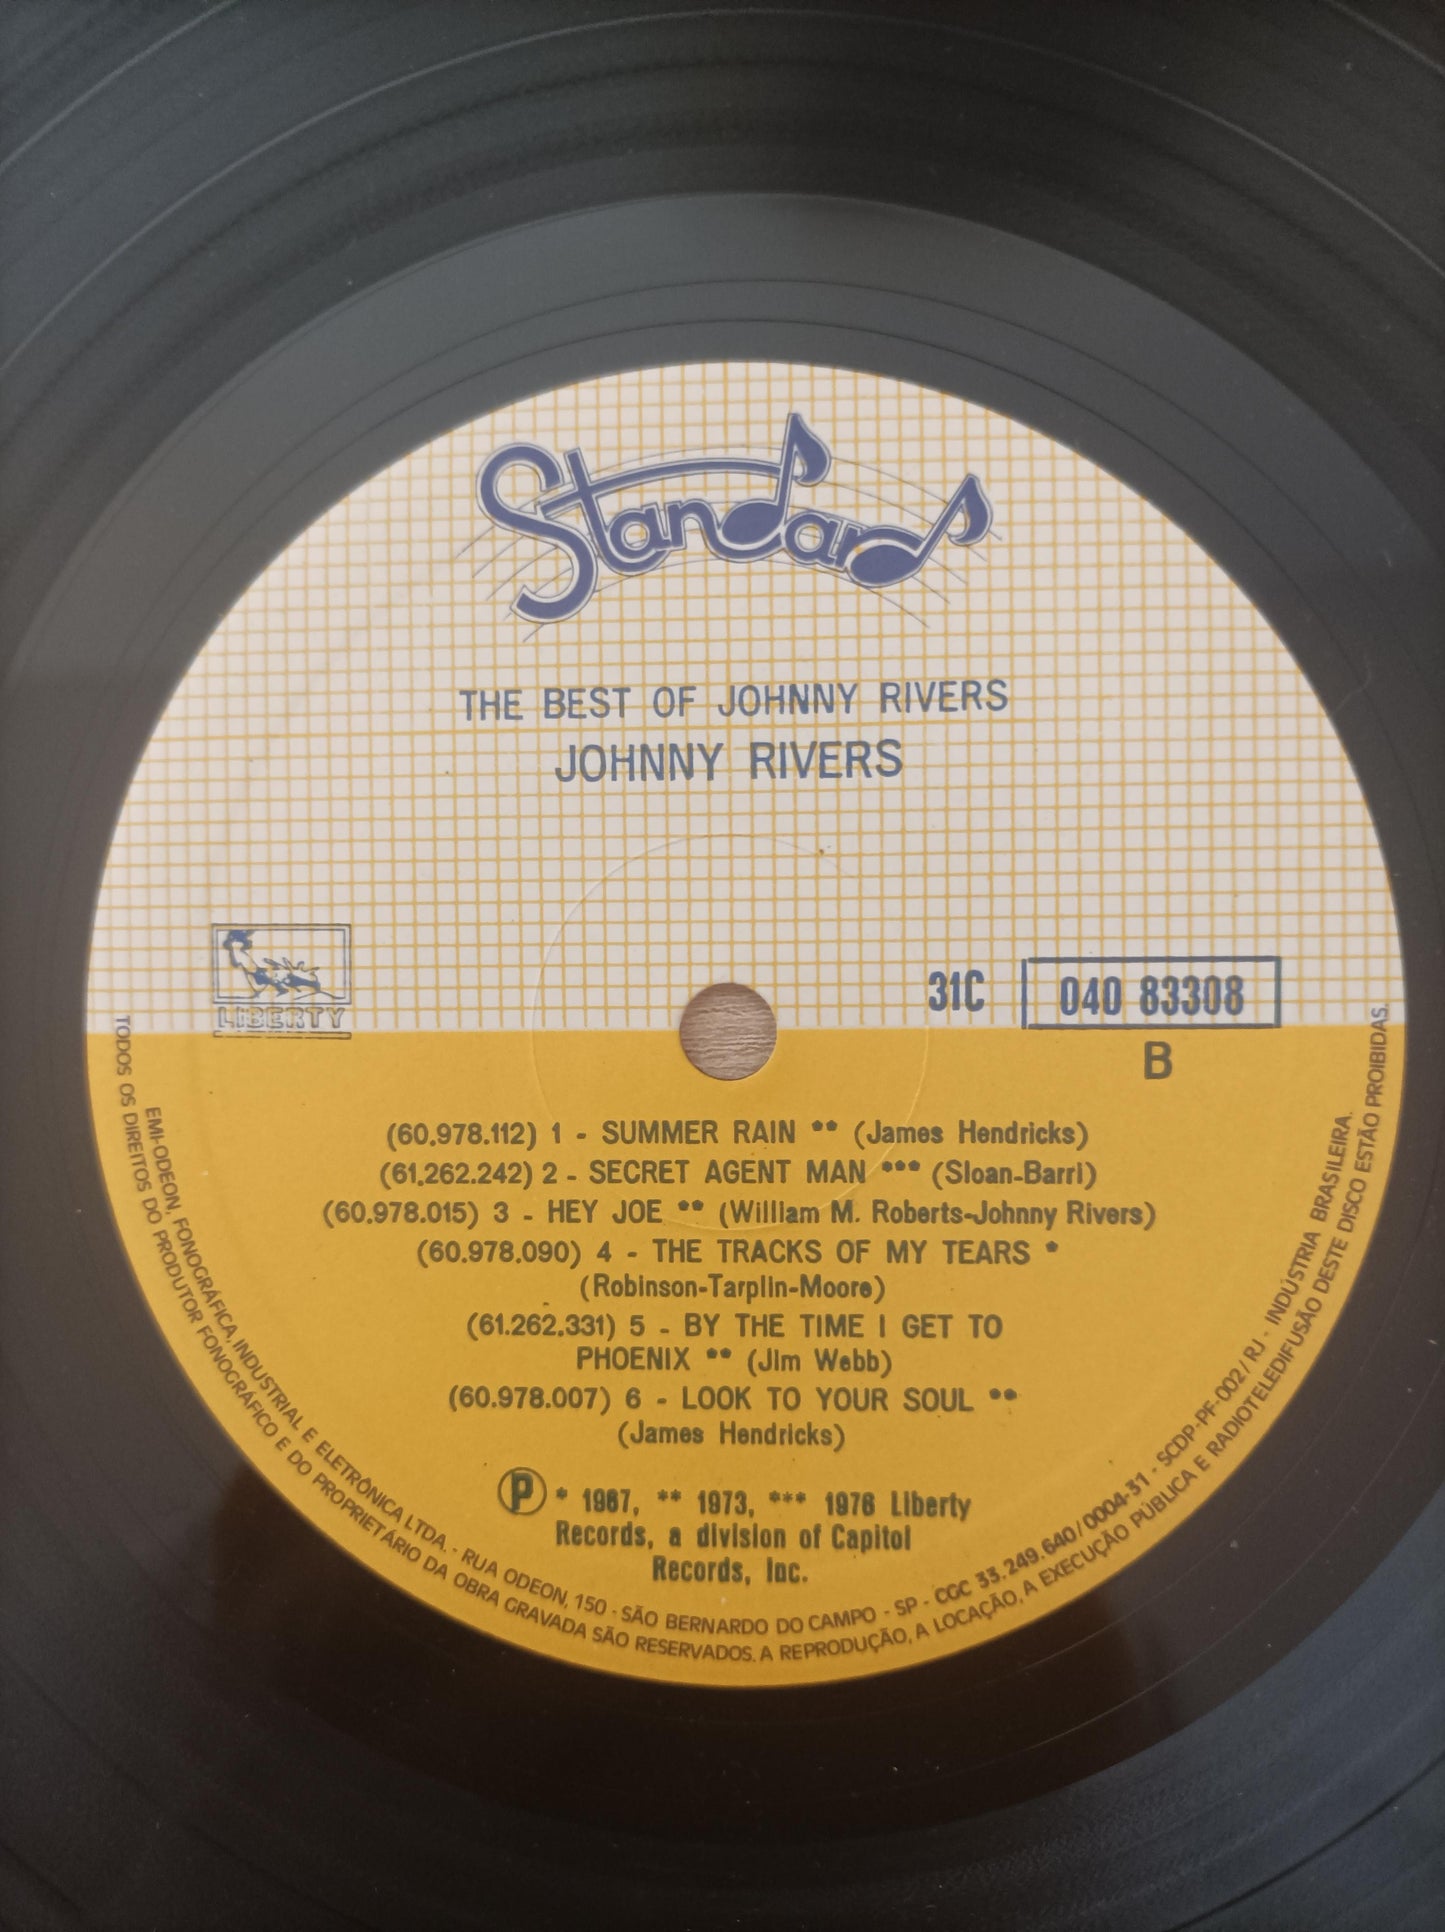 Standard
THE BEST OF JOHNNY RIVERS
JOHNNY RIVERS
LIBERTY
31C 040 83308
B
(60.978.112) 1 - SUMMER RAIN ** (James Hendricks)
(61.262.242) 2 - SECRET AGENT MAN *** (Sloan-Barri)
(60.978.015) 3 - HEY JOE ** (William M. Roberts-Johnny Rivers)
(60.978.090) 4 - THE TRACKS OF MY TEARS *
(Robinson-Tarplin-Moore)
(61.262.331) 5 - BY THE TIME I GET TO
PHOENIX ** (Jim Webb)
(60.978.007) 6 - LOOK TO YOUR SOUL **
(James Hendricks)
Ⓟ * 1967, ** 1973, *** 1976 Liberty
Records, a division of Capitol
Records, Inc.
EMI-ODEON, FONOGRÁFICA, INDUSTRIAL E ELETRÔNICA LTDA. - RUA ODEON, 150 - SÃO BERNARDO DO CAMPO - SP - CGC 33.249.640/0004-31 - SCDP-PF-002/RJ - INDÚSTRIA BRASILEIRA.
TODOS OS DIREITOS DO PRODUTOR FONOGRÁFICO E DO PROPRIETÁRIO DA OBRA GRAVADA SÃO RESERVADOS. A REPRODUÇÃO, A LOCAÇÃO, A EXECUÇÃO PÚBLICA E RADIOTELEDIFUSÃO DESTE DISCO ESTÃO PROIBIDAS.